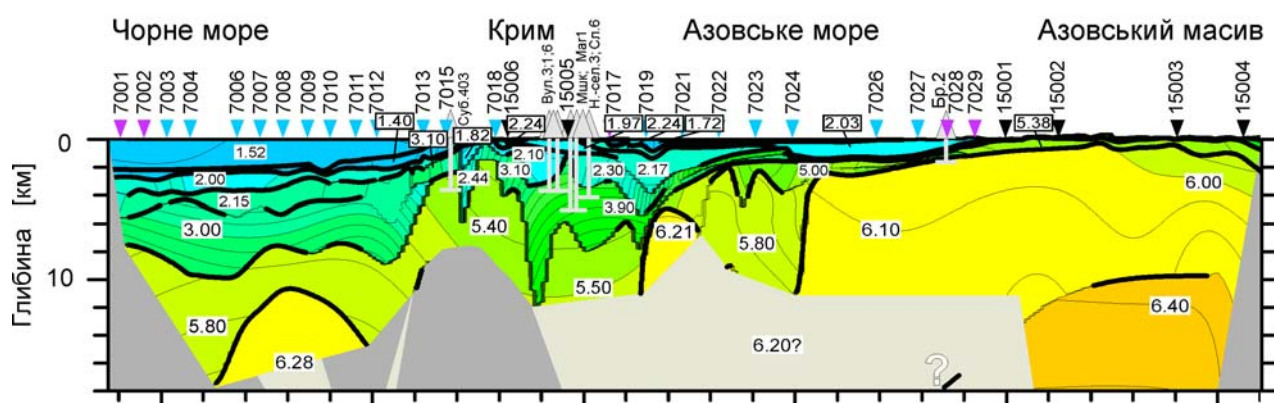 Чорне море Крим Азовське море Азовський масив
7001 7002 7003 7004 7006 7007 7008 7009 7010 7011 7012 7013 7015 Суб.403 7018 15006 Вул.3;1;6 15005 Мшк; Маг1 Н.-сел.3; Сл.6 7017 7019 7021 7022 7023 7024 7026 7027 Бр.2 7028 7029 15001 15002 15003 15004
0 1.40 3.10 1.82 2.24 1.97 2.24 1.72 2.03 5.38
1.52 2.10
2.00 2.44 3.10 2.30 2.17 5.00 6.00
2.15 3.90
3.00 5.40 6.21 5.80 6.10
Глибина [км]
10 5.50 6.40
5.80
6.28 6.20? ?